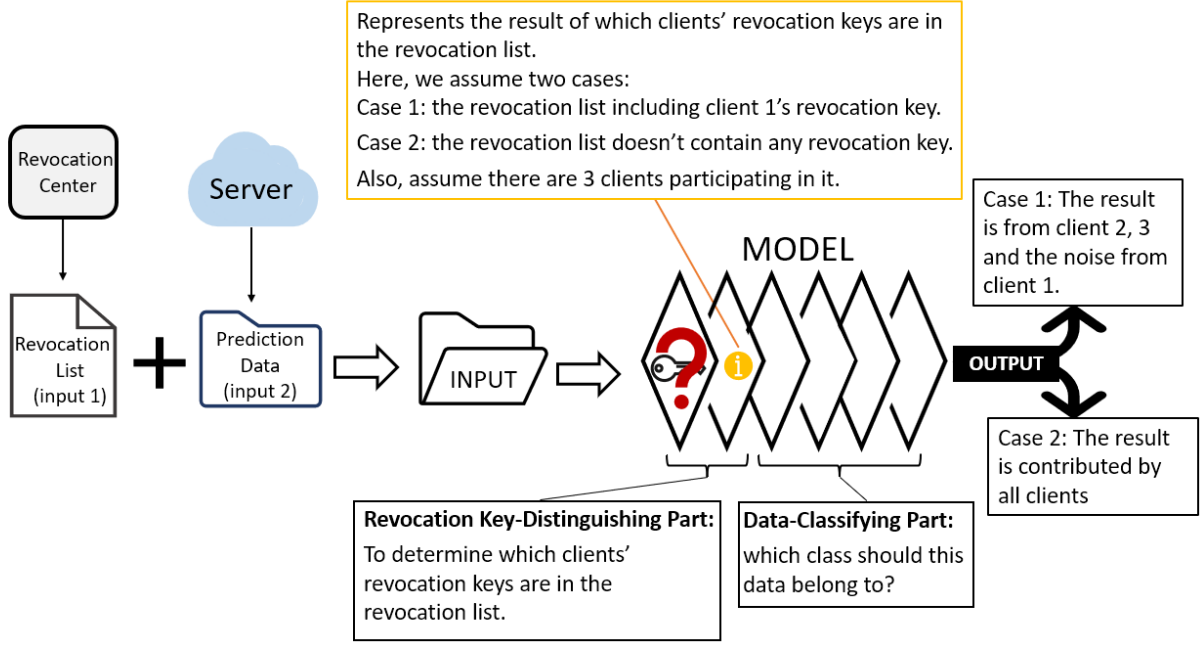 Represents the result of which clients’ revocation keys are in
the revocation list.
Here, we assume two cases:
Case 1: the revocation list including client 1’s revocation key.
Case 2: the revocation list doesn’t contain any revocation key.
Also, assume there are 3 clients participating in it.
Revocation
Center
Server
Revocation
List
(input 1)
Prediction
Data
(input 2)
INPUT
MODEL
i
?
OUTPUT
Case 1: The result
is from client 2, 3
and the noise from
client 1.
Case 2: The result
is contributed by
all clients
Revocation Key-Distinguishing Part:
To determine which clients’
revocation keys are in the
revocation list.
Data-Classifying Part:
which class should this
data belong to?